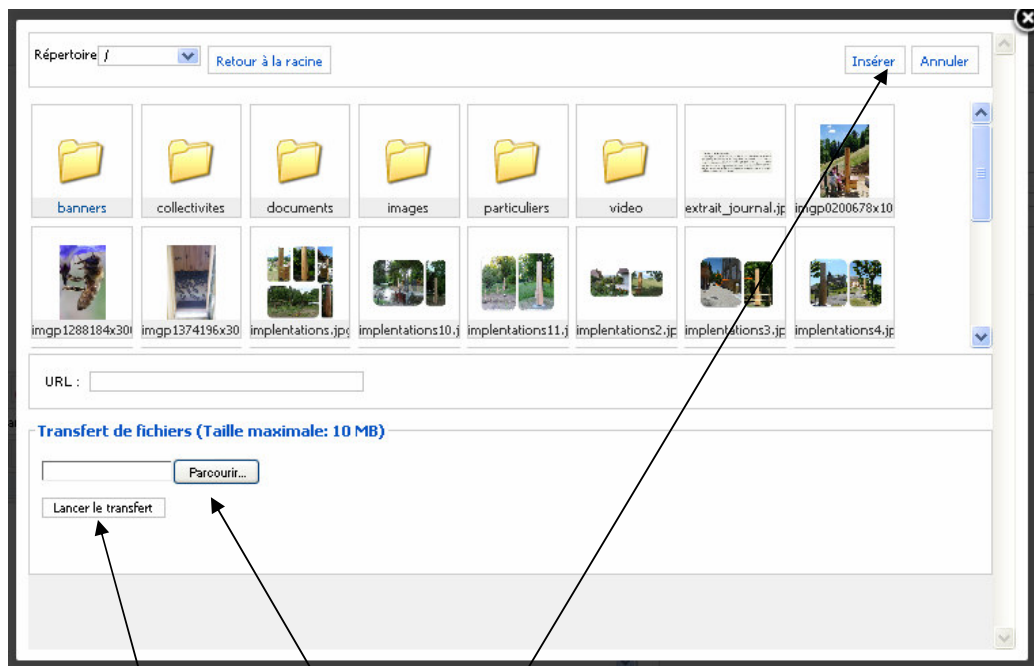 Répertoire / Retour à la racine Insérer Annuler
banners collectivites documents images particuliers video extrait_journal.jp imgp0200678x10
imgp1288184x30 imgp1374196x30 implentations.jpg implentations10.j implentations11.j implentations2.jp implentations3.jp implentations4.jp
URL :
Transfert de fichiers (Taille maximale: 10 MB)
Parcourir...
Lancer le transfert